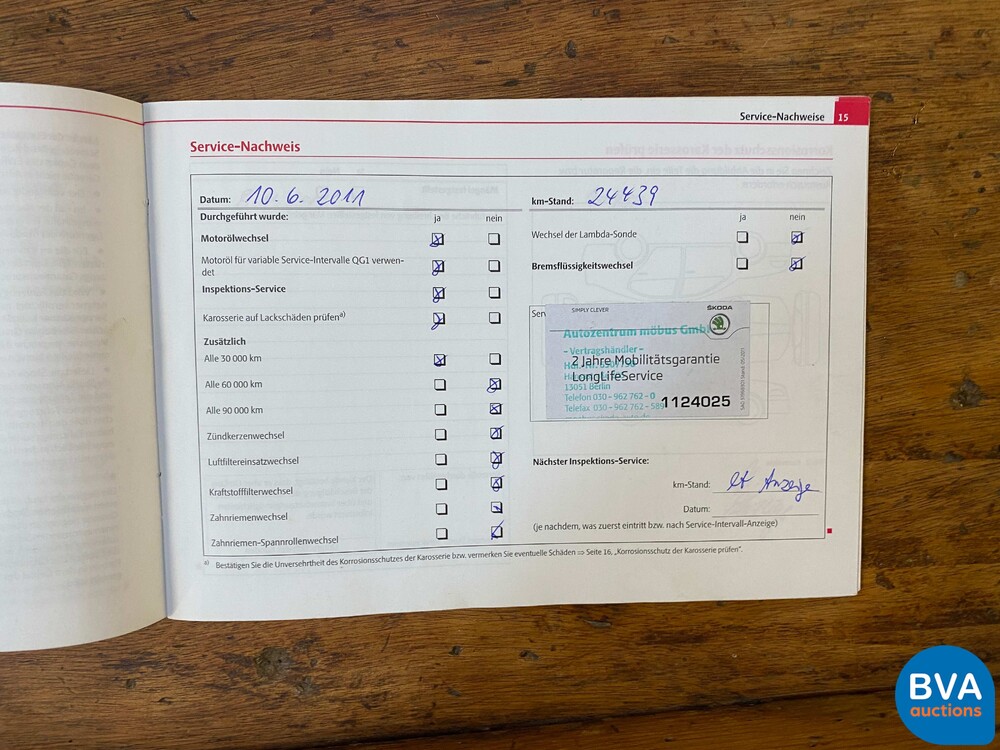 Service-Nachweise 15
Service-Nachweis
Datum: 10. 6. 2011
km-Stand: 24439
Durchgeführt wurde: ja nein
Motorölwechsel
Motoröl für variable Service-Intervalle QG1 verwen-
det
Inspektions-Service
Karosserie auf Lackschäden prüfen a)
Zusätzlich
Alle 30 000 km
Alle 60 000 km
Alle 90 000 km
Zündkerzenwechsel
Luftfiltereinsatzwechsel
Kraftstofffilterwechsel
Zahnriemenwechsel
Zahnriemen-Spannrollenwechsel
ja nein
Wechsel der Lambda-Sonde
Bremsflüssigkeitswechsel
SIMPLY CLEVER ŠKODA
Autozentrum möbus GmbH
- Vertragshändler -
2 Jahre Mobilitätsgarantie
LongLifeService
13051 Berlin
Telefon 030 - 962 762 - 0
Telefax 030 - 962 762 - 589
1124025
Nächster Inspektions-Service:
km-Stand: lt Anzeige
Datum:
(je nachdem, was zuerst eintritt bzw. nach Service-Intervall-Anzeige)
a) Bestätigen Sie die Unversehrtheit des Korrosionsschutzes der Karosserie bzw. vermerken Sie eventuelle Schäden ⇒ Seite 16, „Korrosionsschutz der Karosserie prüfen“.
BVA
auctions